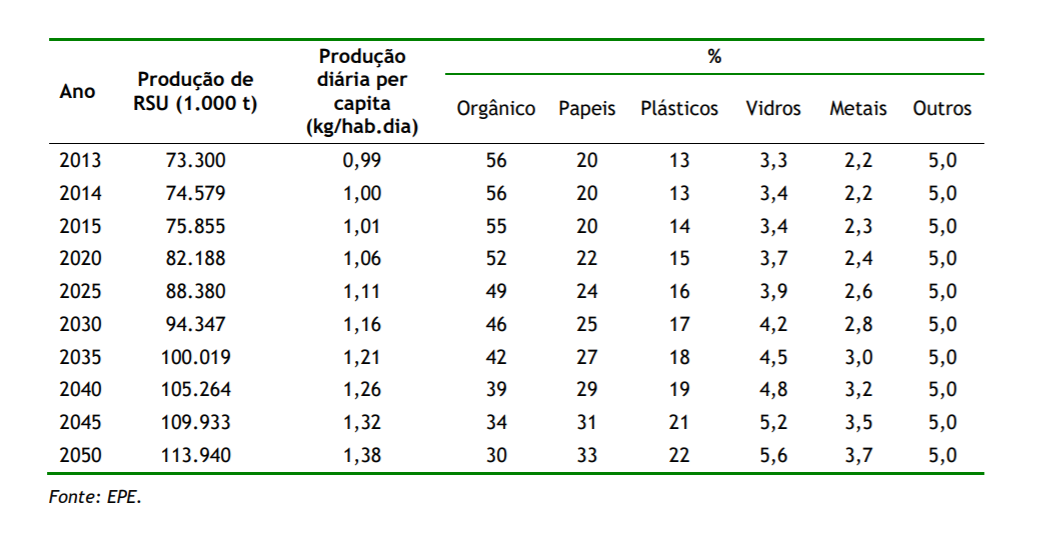 Ano Produção de RSU (1.000 t) Produção diária per capita (kg/hab.dia) %
Orgânico Papeis Plásticos Vidros Metais Outros
2013 73.300 0,99 56 20 13 3,3 2,2 5,0
2014 74.579 1,00 56 20 13 3,4 2,2 5,0
2015 75.855 1,01 55 20 14 3,4 2,3 5,0
2020 82.188 1,06 52 22 15 3,7 2,4 5,0
2025 88.380 1,11 49 24 16 3,9 2,6 5,0
2030 94.347 1,16 46 25 17 4,2 2,8 5,0
2035 100.019 1,21 42 27 18 4,5 3,0 5,0
2040 105.264 1,26 39 29 19 4,8 3,2 5,0
2045 109.933 1,32 34 31 21 5,2 3,5 5,0
2050 113.940 1,38 30 33 22 5,6 3,7 5,0
Fonte: EPE.